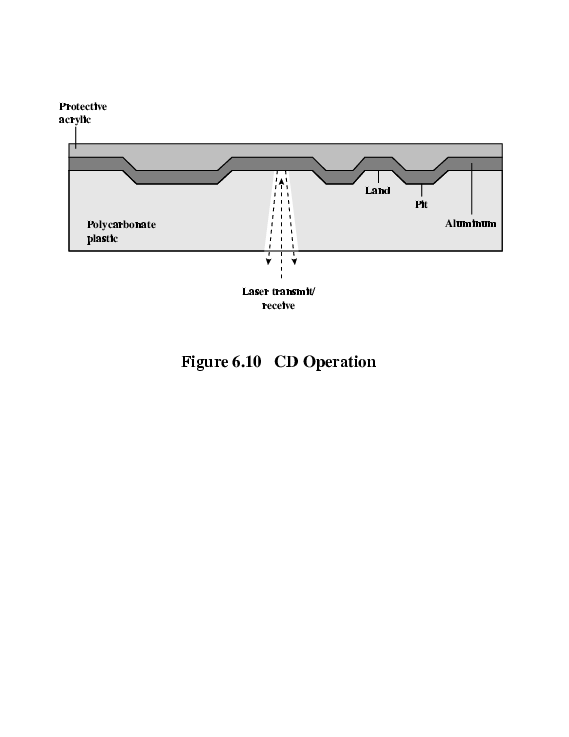 Protective
acrylic
Land
Pit
Polycarbonate
plastic
Aluminum
Laser transmit/
receive
Figure 6.10 CD Operation